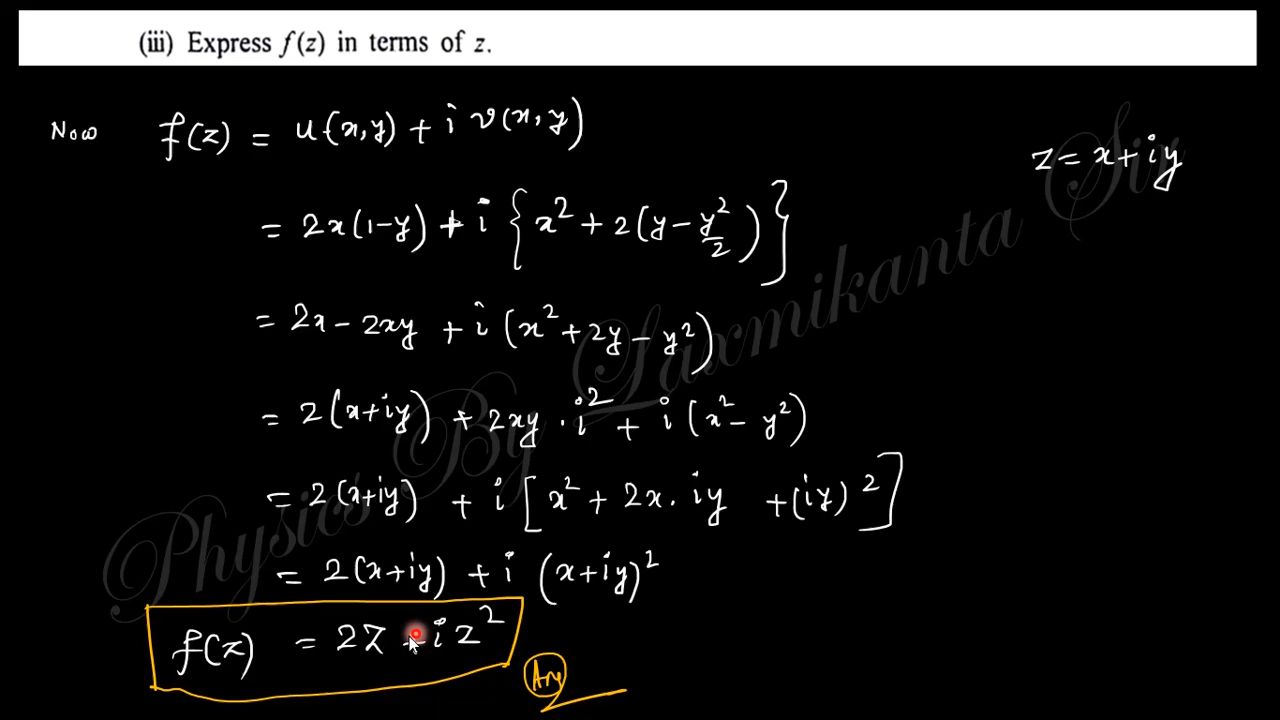 (iii) Express f(z) in terms of z.
Now f(z) = u(x,y) + i v(x,y)
z = x+iy
= 2x(1-y) + i { x² + 2(y - y²/2) }
= 2x - 2xy + i (x² + 2y - y²)
= 2(x+iy) + 2xy · i² + i (x² - y²)
= 2(x+iy) + i [ x² + 2x. iy + (iy)² ]
= 2(x+iy) + i (x+iy)²
f(z) = 2z + i z²
Ans
Physics By Laxmikanta Sir